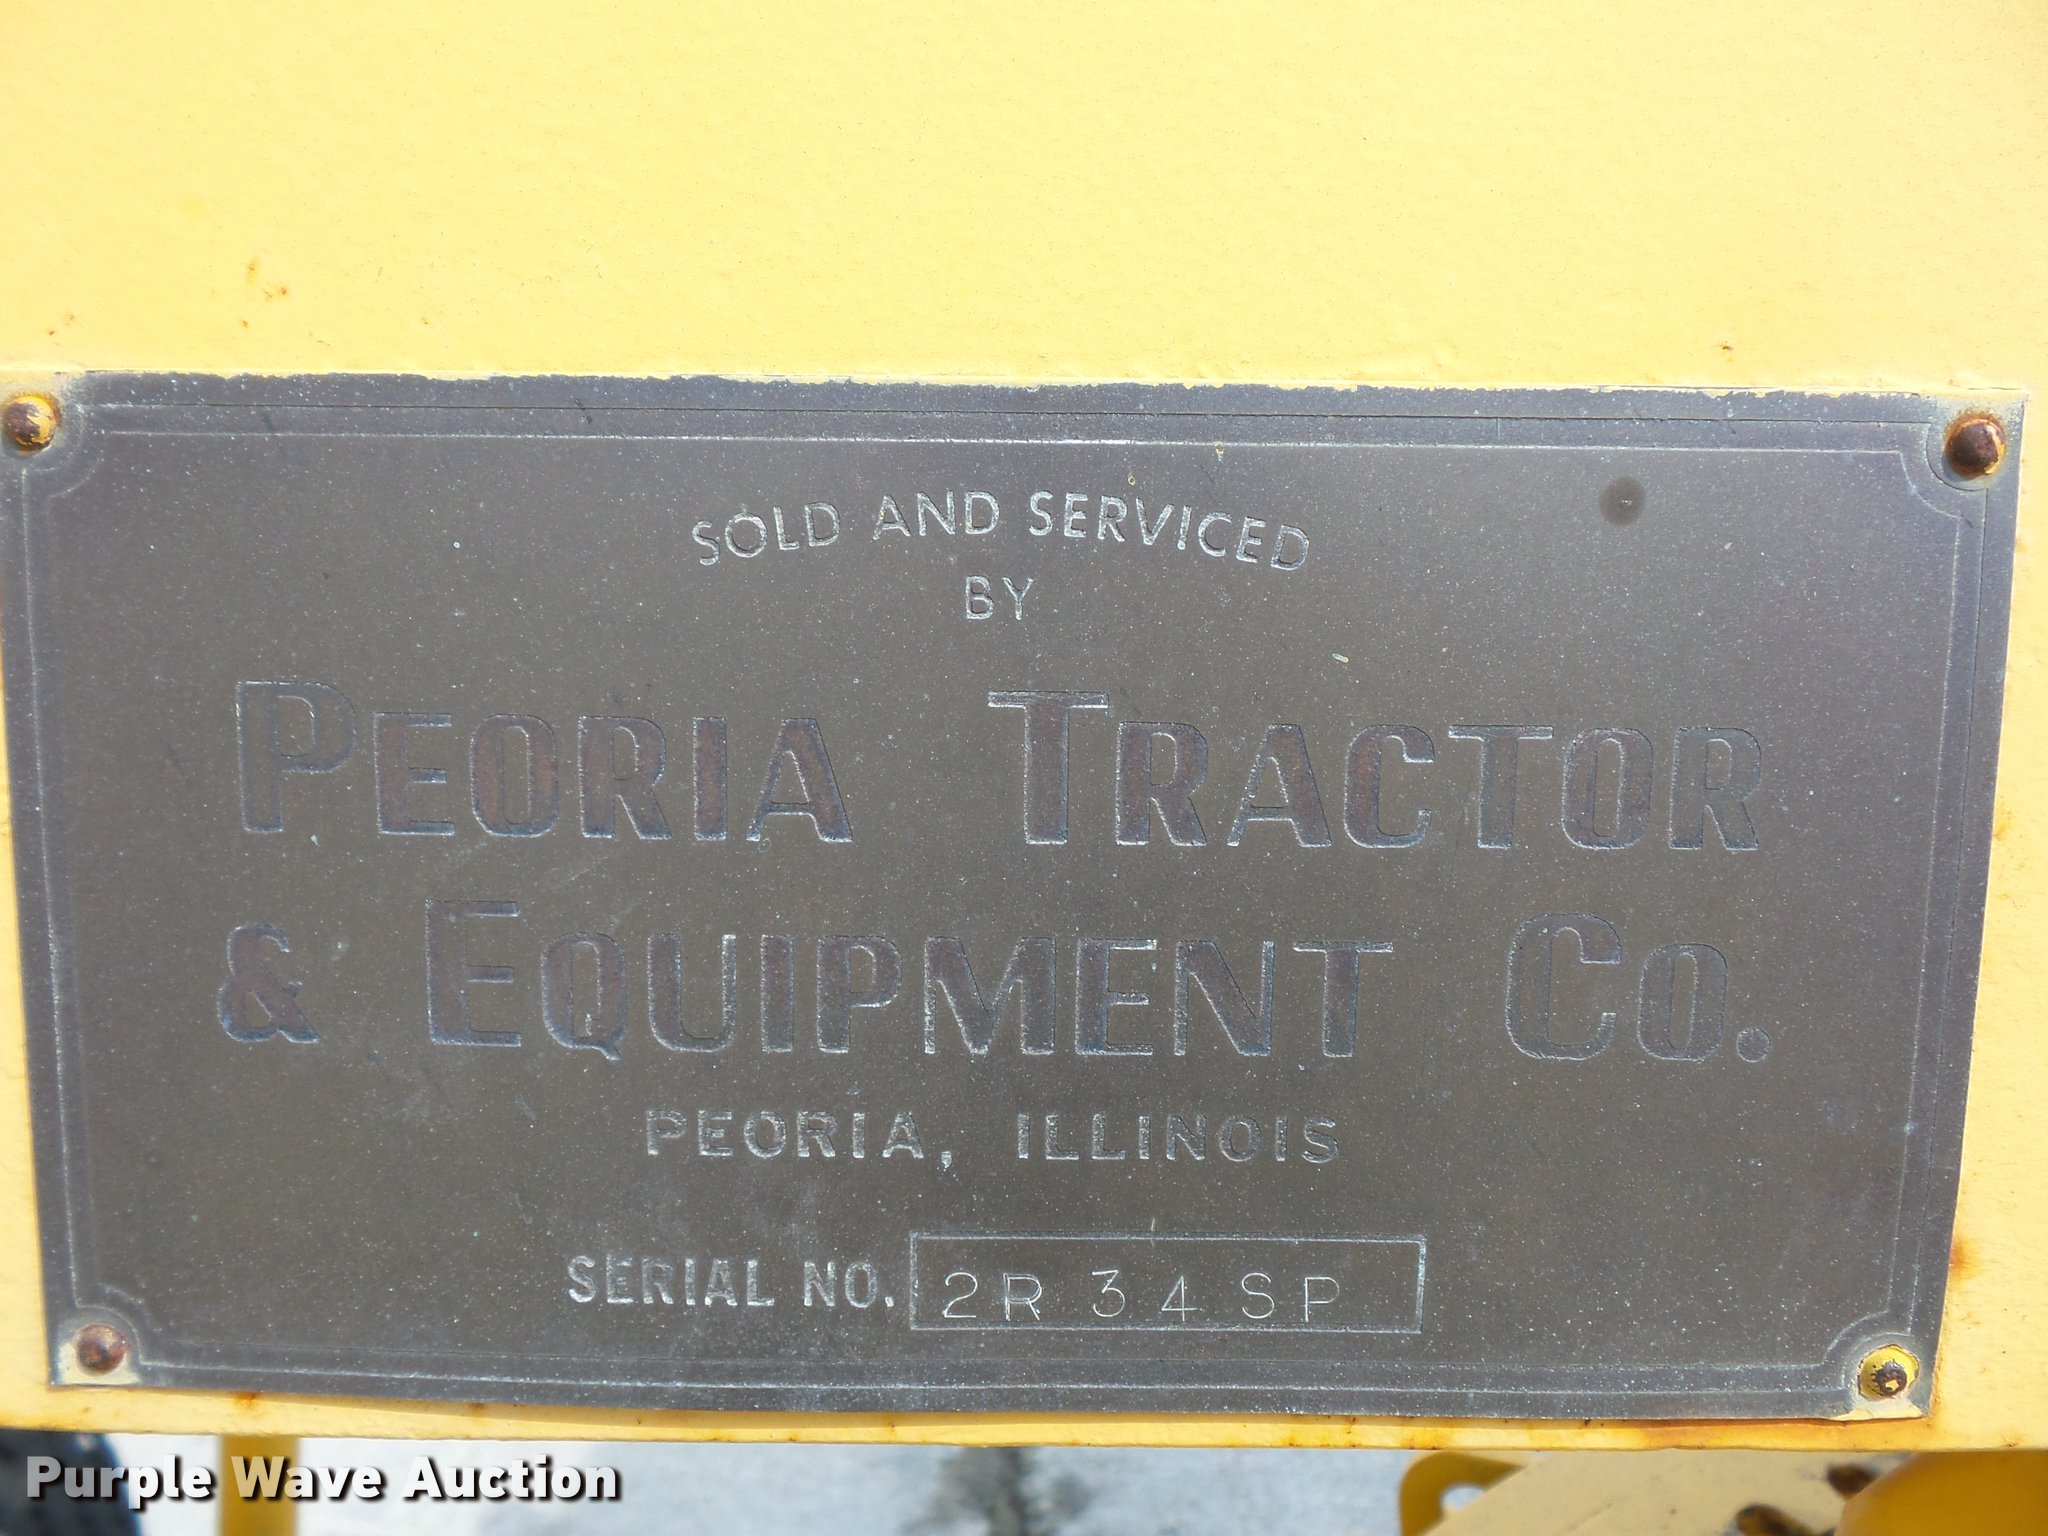 SOLD AND SERVICED
BY
PEORIA TRACTOR
& EQUIPMENT CO.
PEORIA, ILLINOIS
SERIAL NO. 2R 34 SP
Purple Wave Auction